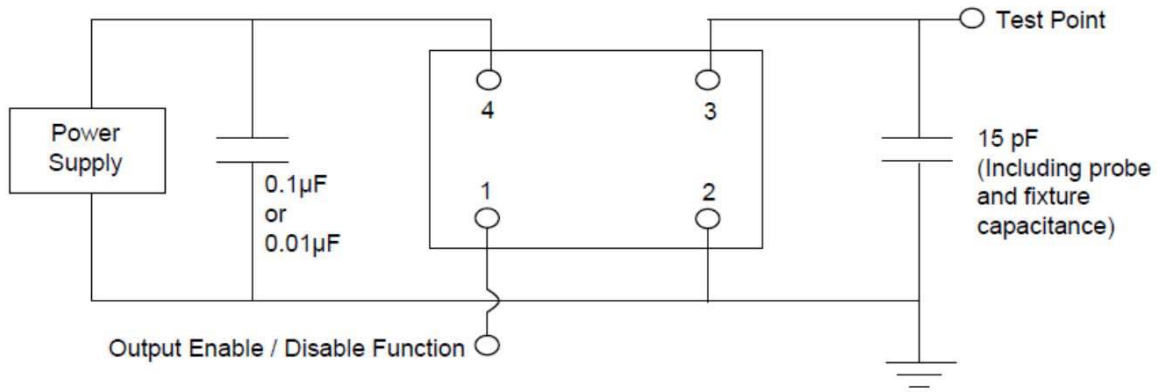 Test Point
4
3
Power
Supply
15 pF
(Including probe
and fixture
capacitance)
0.1µF
or
0.01µF
1
2
Output Enable / Disable Function